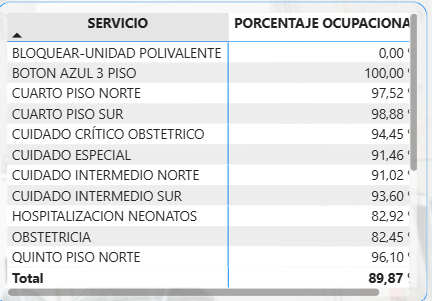 SERVICIO PORCENTAJE OCUPACIONA
BLOQUEAR-UNIDAD POLIVALENTE 0,00
BOTON AZUL 3 PISO 100,00
CUARTO PISO NORTE 97,52
CUARTO PISO SUR 98,88
CUIDADO CRÍTICO OBSTETRICO 94,45
CUIDADO ESPECIAL 91,46
CUIDADO INTERMEDIO NORTE 91,02
CUIDADO INTERMEDIO SUR 93,60
HOSPITALIZACION NEONATOS 82,92
OBSTETRICIA 82,45
QUINTO PISO NORTE 96,10
Total 89,87